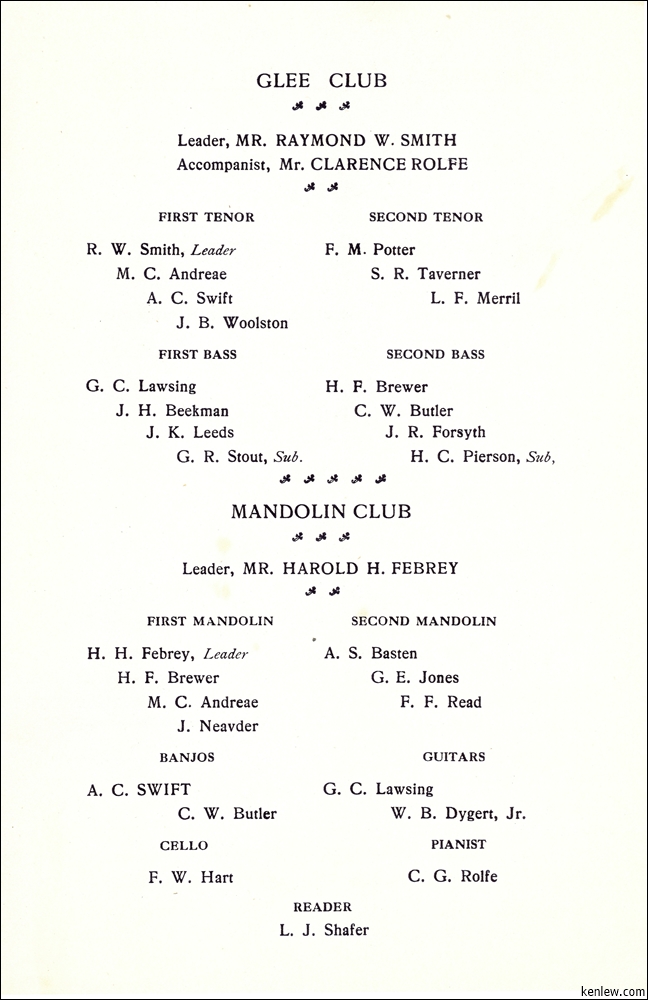 GLEE CLUB
Leader, MR. RAYMOND W. SMITH
Accompanist, Mr. CLARENCE ROLFE
FIRST TENOR
R. W. Smith, Leader
M. C. Andreae
A. C. Swift
J. B. Woolston
SECOND TENOR
F. M. Potter
S. R. Taverner
L. F. Merril
FIRST BASS
G. C. Lawsing
J. H. Beekman
J. K. Leeds
G. R. Stout, Sub.
SECOND BASS
H. F. Brewer
C. W. Butler
J. R. Forsyth
H. C. Pierson, Sub,
MANDOLIN CLUB
Leader, MR. HAROLD H. FEBREY
FIRST MANDOLIN
H. H. Febrey, Leader
H. F. Brewer
M. C. Andreae
J. Neavder
SECOND MANDOLIN
A. S. Basten
G. E. Jones
F. F. Read
BANJOS
A. C. SWIFT
C. W. Butler
GUITARS
G. C. Lawsing
W. B. Dygert, Jr.
CELLO
F. W. Hart
PIANIST
C. G. Rolfe
READER
L. J. Shafer
kenlew.com